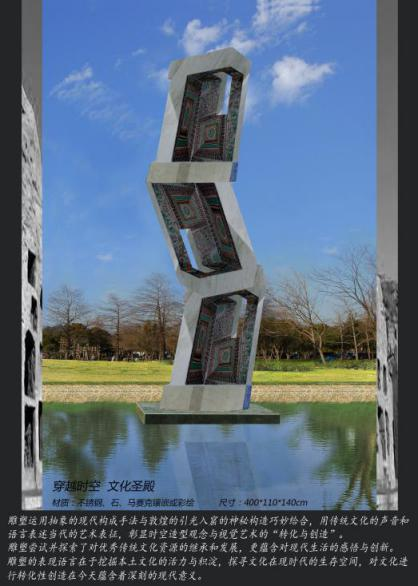 穿越时空 文化圣殿
材质：不锈钢、石、马赛克镶嵌或彩绘 尺寸：400*110*140cm
雕塑运用抽象的现代构成手法与敦煌的引光入窟的神秘构造巧妙结合，用传统文化的声音和
语言表达当代的艺术表征，彰显时空造型观念与视觉艺术的“转化与创造”。
雕塑尝试并探索了对优秀传统文化资源的继承和发展，更蕴含对现代生活的感悟与创新。
雕塑的表现语言在于挖掘本土文化的活力与积淀，探寻文化在现时代的生存空间，对文化进
行转化性创造在今天蕴含着深刻的现代意义。